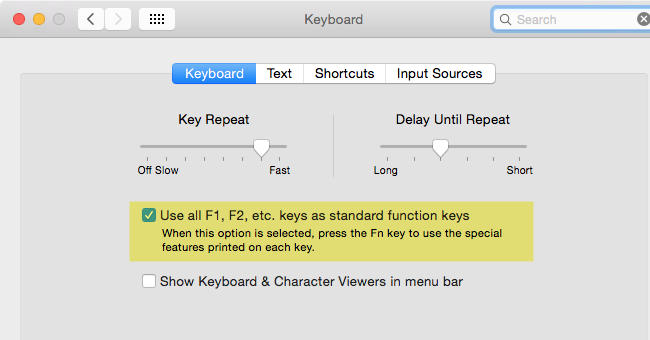 Keyboard
Search
Keyboard
Text
Shortcuts
Input Sources
Key Repeat
Delay Until Repeat
Off Slow
Fast
Long
Short
Use all F1, F2, etc. keys as standard function keys
When this option is selected, press the Fn key to use the special
features printed on each key.
Show Keyboard & Character Viewers in menu bar